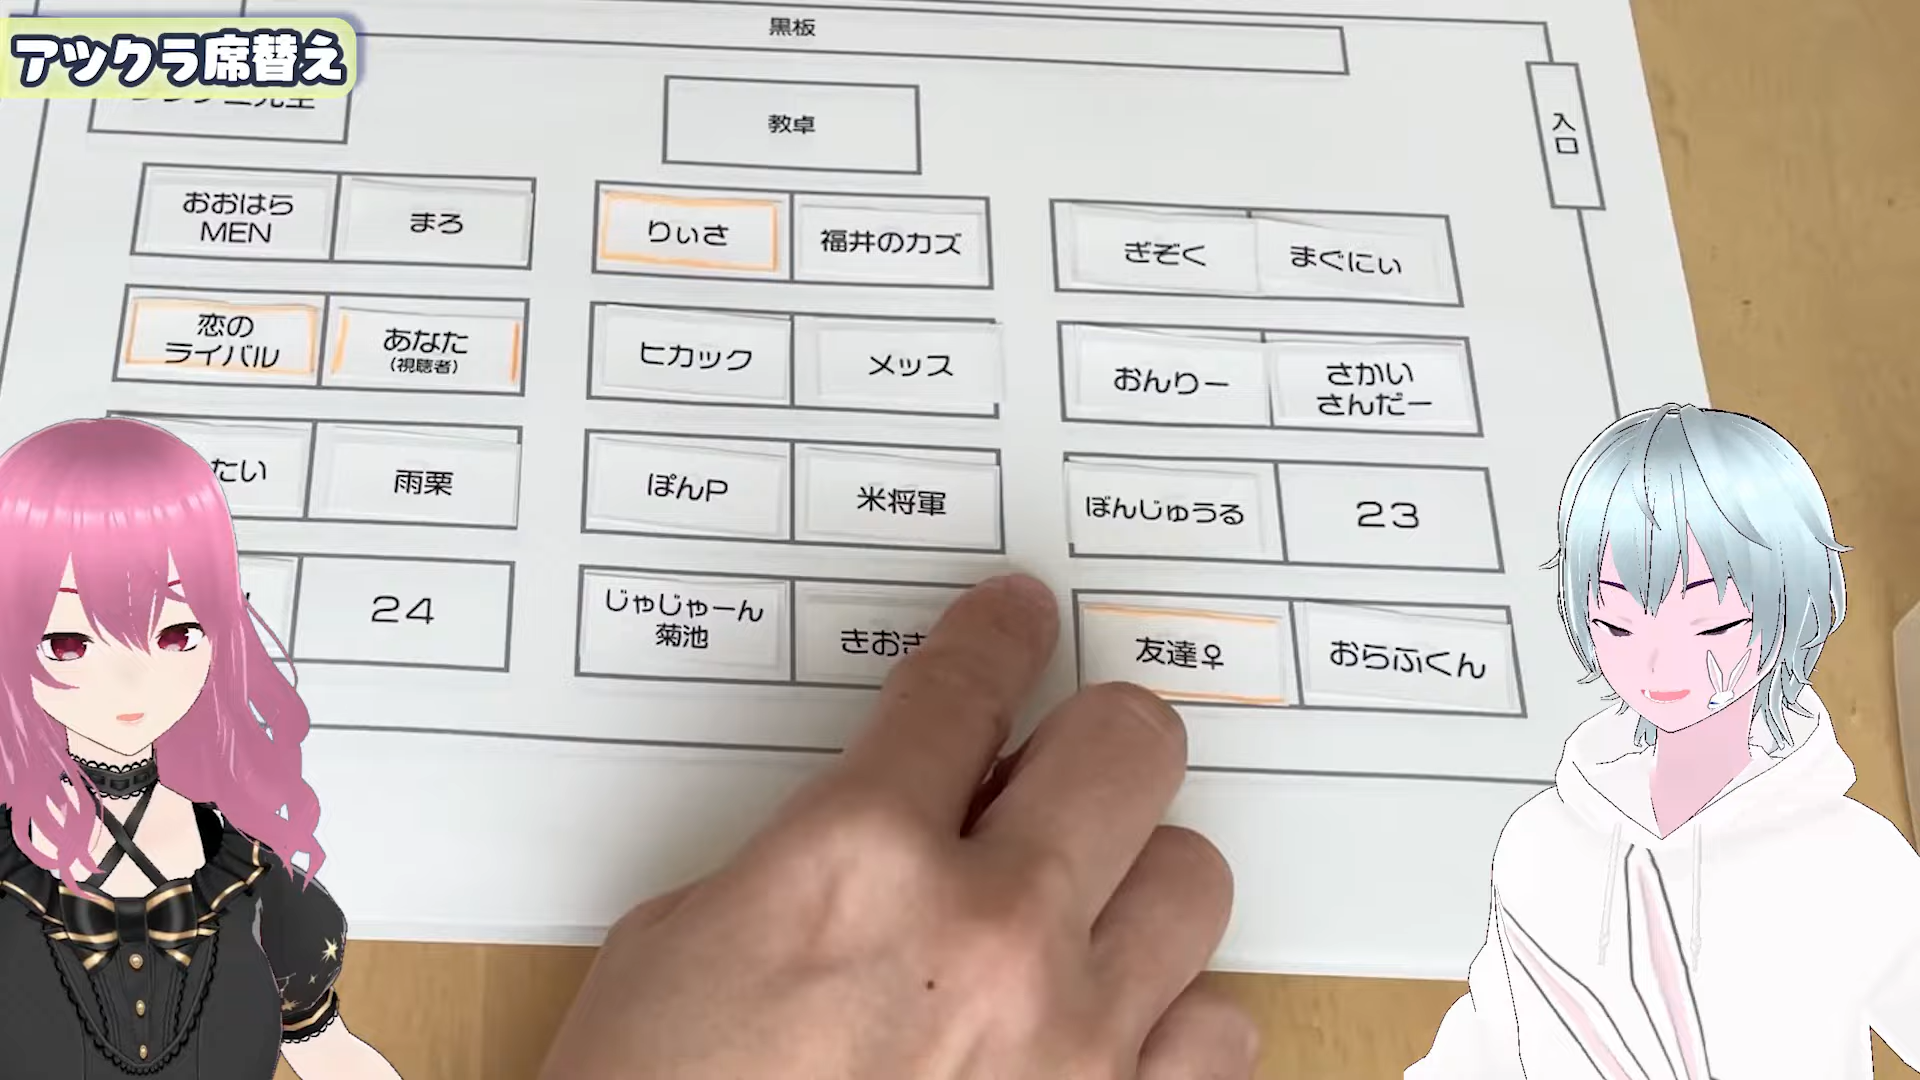 アツクラ席替え
黒板
教卓
入口
おおはら
MEN
まろ
りぃさ
福井のカズ
ぎぞく
まぐにぃ
恋の
ライバル
あなた
(視聴者)
ヒカック
メッス
おんりー
さかい
さんだー
たい
雨栗
ぽんP
米将軍
ぼんじゅうる
23
24
じゃじゃーん
菊池
きお
友達♀
おらふくん